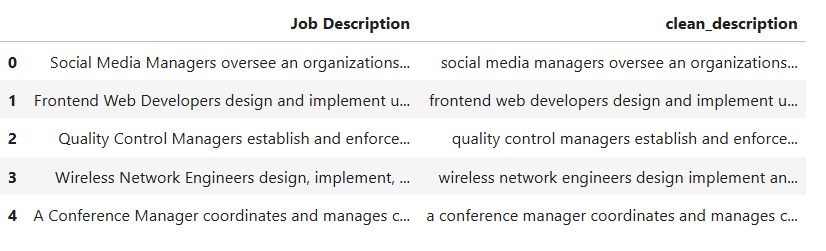 Job Description clean_description
0 Social Media Managers oversee an organizations... social media managers oversee an organizations...
1 Frontend Web Developers design and implement u... frontend web developers design and implement u...
2 Quality Control Managers establish and enforce... quality control managers establish and enforce...
3 Wireless Network Engineers design, implement, ... wireless network engineers design implement an...
4 A Conference Manager coordinates and manages c... a conference manager coordinates and manages c...